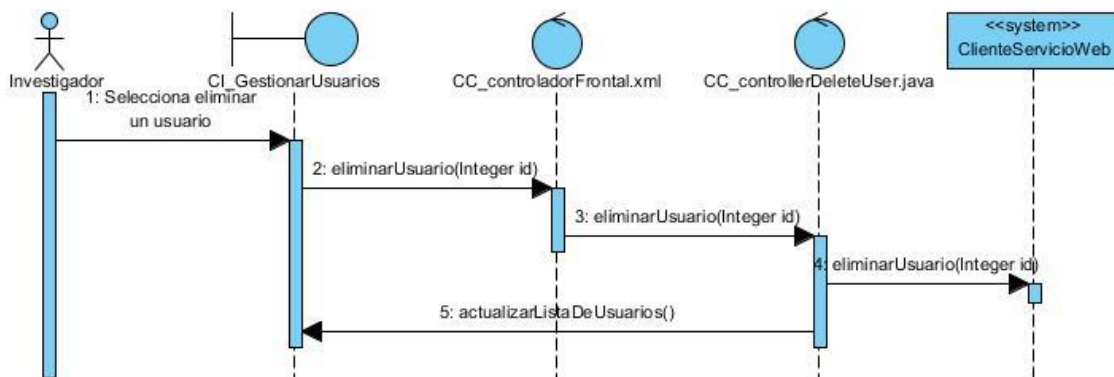 <<system>>
ClienteServicioWeb
Investigador
CI_GestionarUsuarios
CC_controladorFrontal.xml
CC_controllerDeleteUser.java
1: Selecciona eliminar
un usuario
2: eliminarUsuario(Integer id)
3: eliminarUsuario(Integer id)
4: eliminarUsuario(Integer id)
5: actualizarListaDeUsuarios()